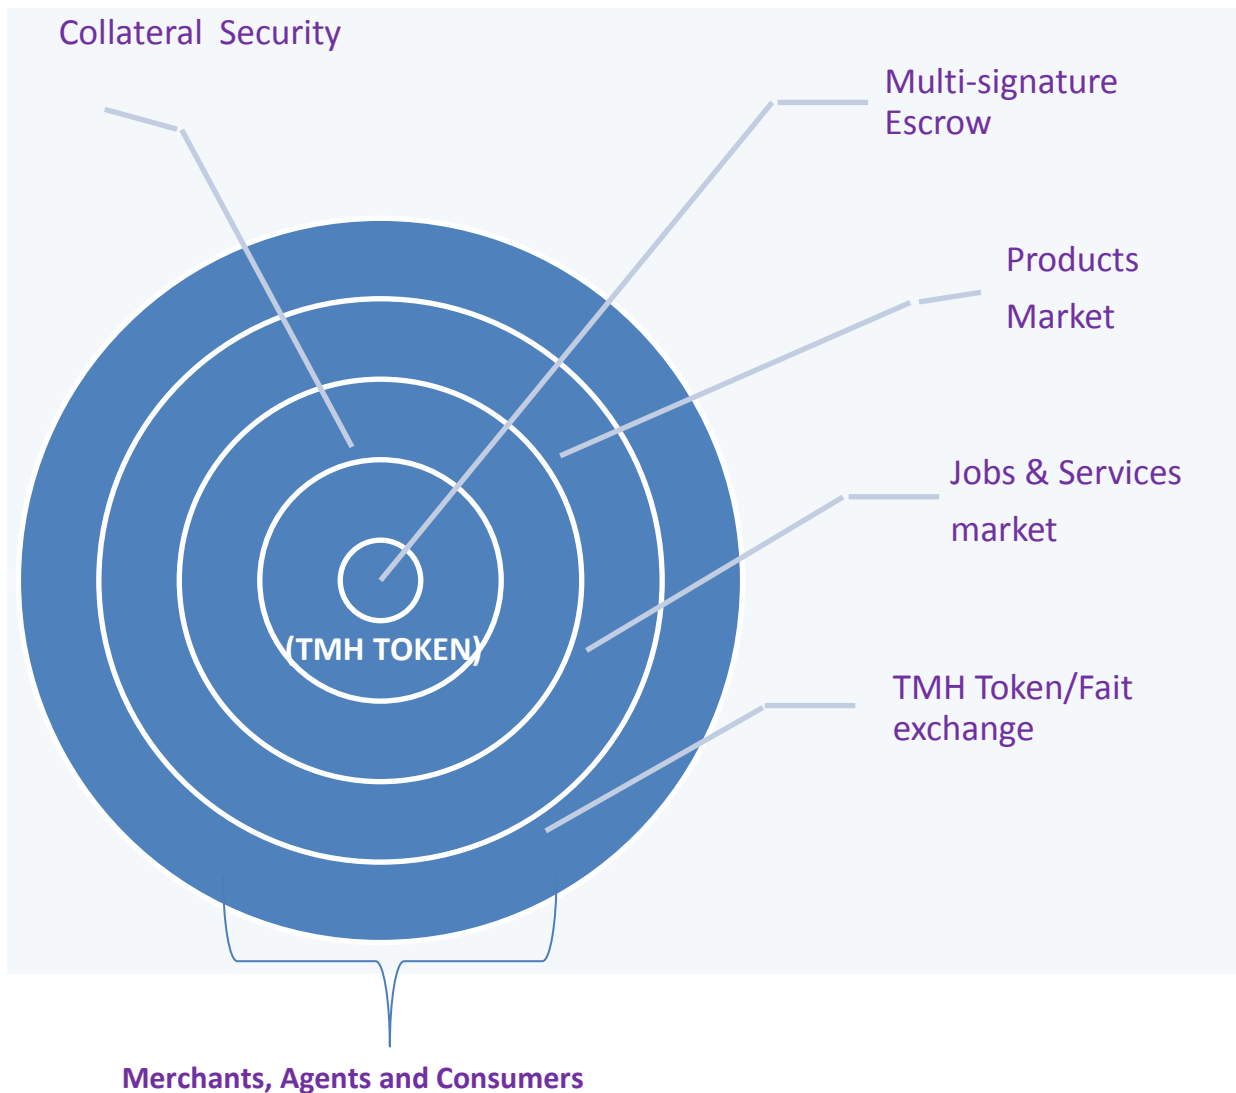 Collateral  Security
Multi-signature
Escrow
Products
Market
Jobs & Services
market
(TMH TOKEN)
TMH Token/Fait
exchange
Merchants, Agents and Consumers